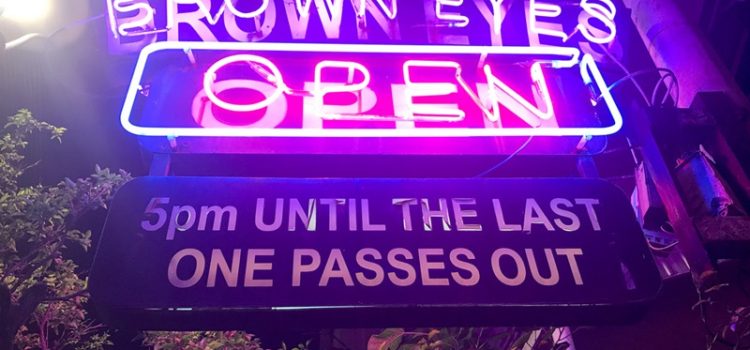 BROWN EYES
OPEN
5pm UNTIL THE LAST
ONE PASSES OUT